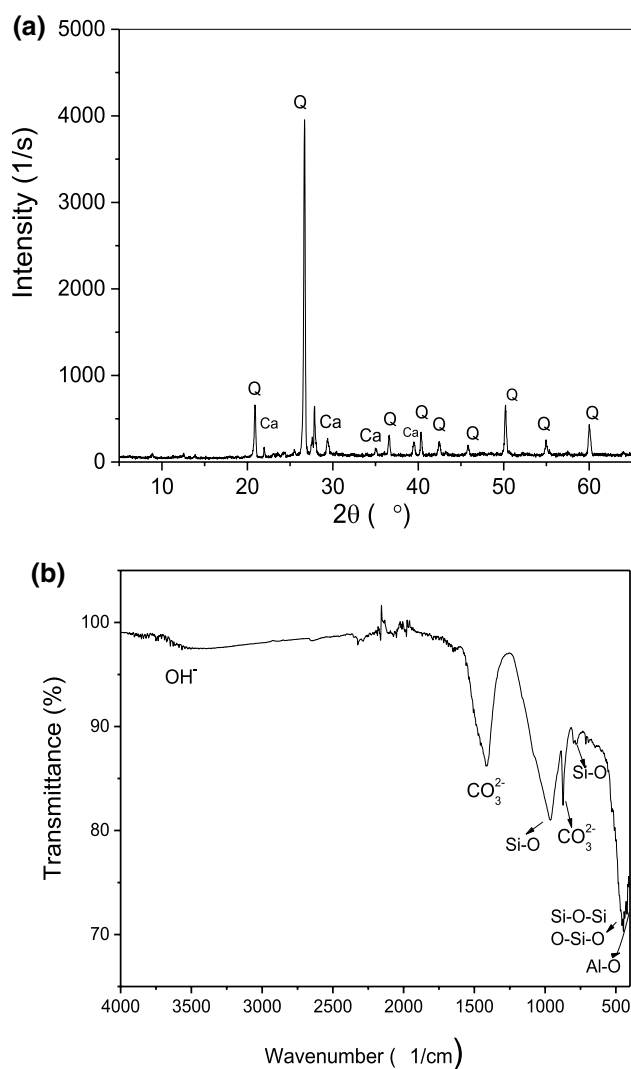 (a)
5000
4000
3000
2000
1000
0
Intensity (1/s)
Q
Q
Ca
Ca
Ca
Q
Ca
Q
Q
Q
Q
Q
Q
10 20 30 40 50 60
2θ ( °)
(b)
100
90
80
70
Transmittance (%)
OH⁻
CO₃²⁻
Si-O
CO₃²⁻
Si-O
Si-O-Si
O-Si-O
Al-O
4000 3500 3000 2500 2000 1500 1000 500
Wavenumber ( 1/cm)